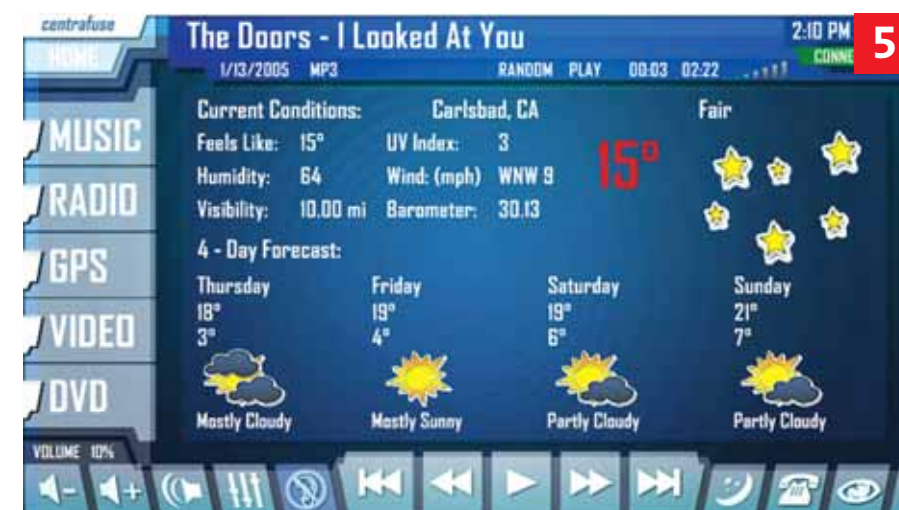 centrafuse
The Doors - I Looked At You
2:10 PM
5
HOME
1/13/2005 MP3 RANDOM PLAY 00:03 02:22
Current Conditions: Carlsbad, CA Fair
MUSIC
Feels Like: 15° UV Index: 3
15°
Humidity: 64 Wind: (mph) WNW 9
RADIO
Visibility: 10.00 mi Barometer: 30.13
4 - Day Forecast:
GPS
Thursday Friday Saturday Sunday
18° 19° 19° 21°
VIDEO
3° 4° 6° 7°
DVD
Mostly Cloudy Mostly Sunny Partly Cloudy Partly Cloudy
VOLUME 10%